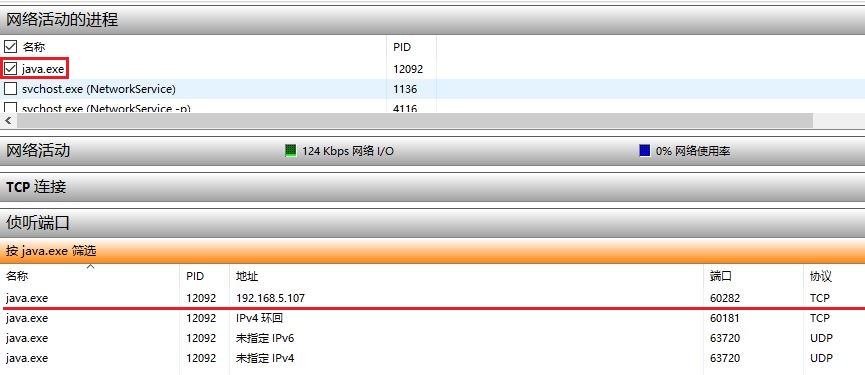 网络活动的进程
名称 PID
java.exe 12092
svchost.exe (NetworkService) 1136
svchost.exe (NetworkService -p) 4116
网络活动 124 Kbps 网络 I/O 0% 网络使用率
TCP 连接
侦听端口
按 java.exe 筛选
名称 PID 地址 端口 协议
java.exe 12092 192.168.5.107 60282 TCP
java.exe 12092 IPv4 环回 60181 TCP
java.exe 12092 未指定 IPv6 63720 UDP
java.exe 12092 未指定 IPv4 63720 UDP